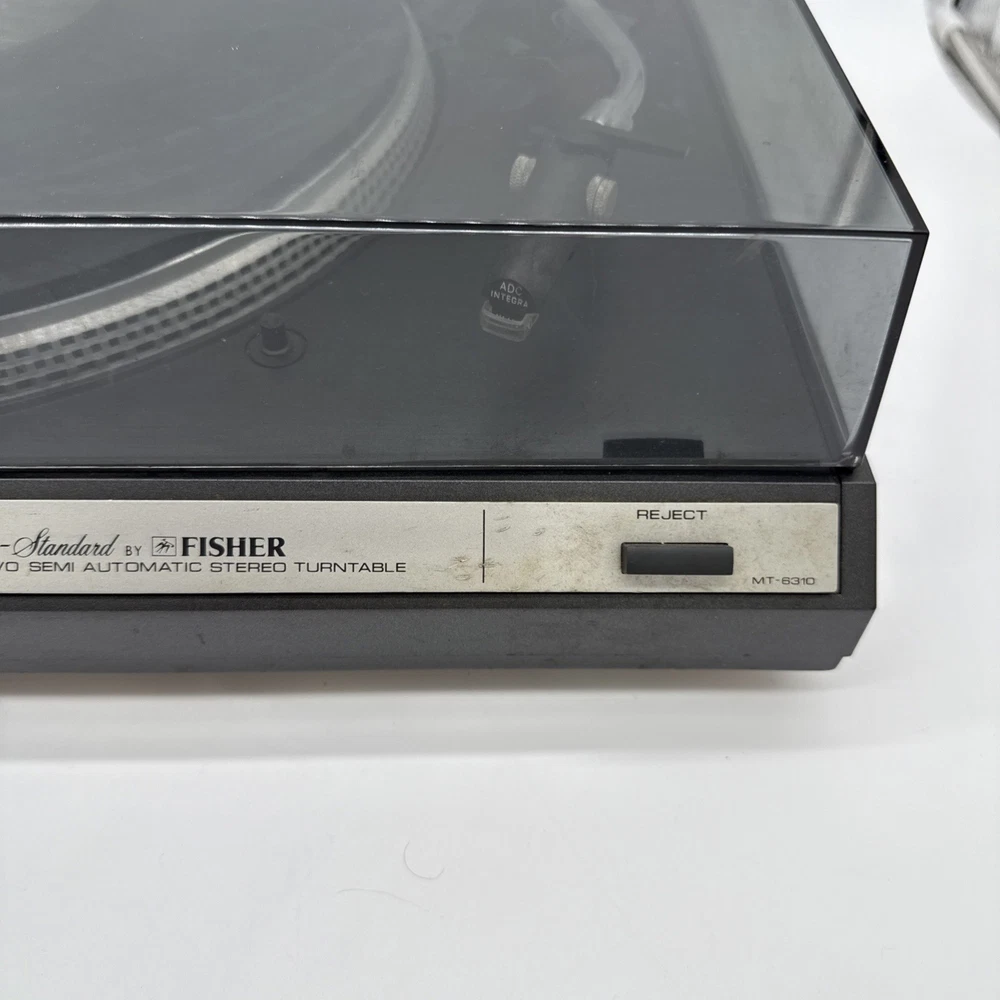 ADC
INTEGRA
REJECT
Standard BY FISHER
SEMI AUTOMATIC STEREO TURNTABLE
MT-6310